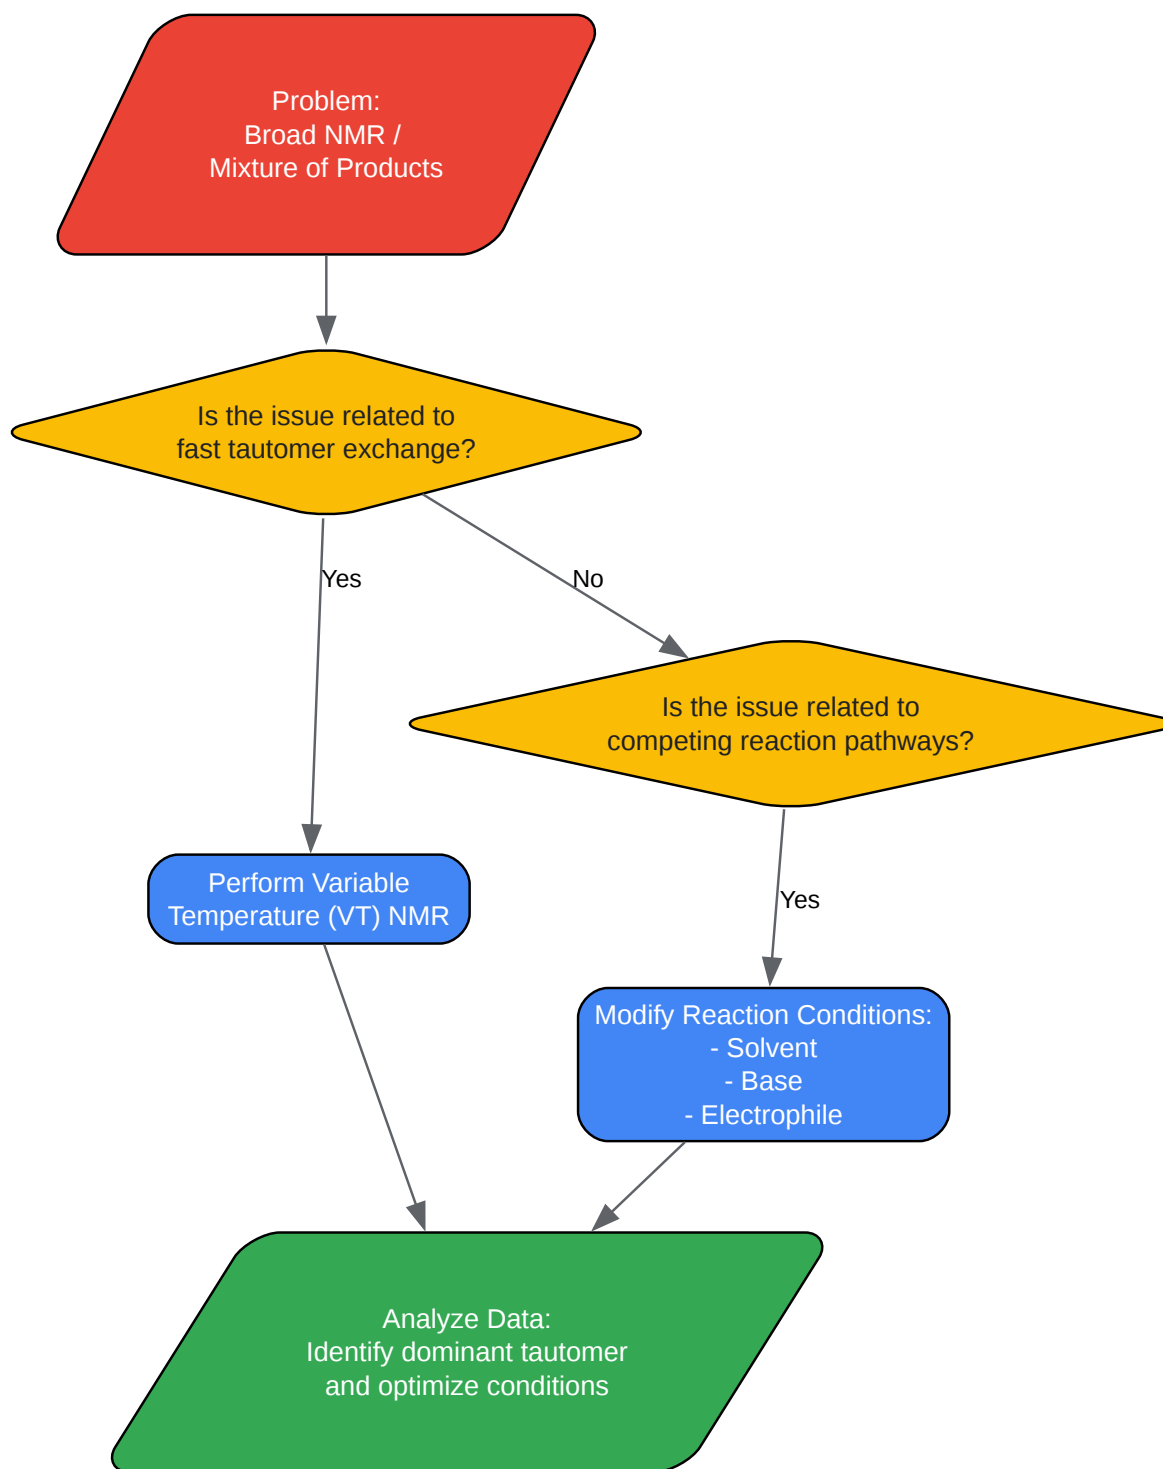 Problem:
Broad NMR /
Mixture of Products
Is the issue related to
fast tautomer exchange?
Yes
No
Is the issue related to
competing reaction pathways?
Perform Variable
Temperature (VT) NMR
Yes
Modify Reaction Conditions:
- Solvent
- Base
- Electrophile
Analyze Data:
Identify dominant tautomer
and optimize conditions